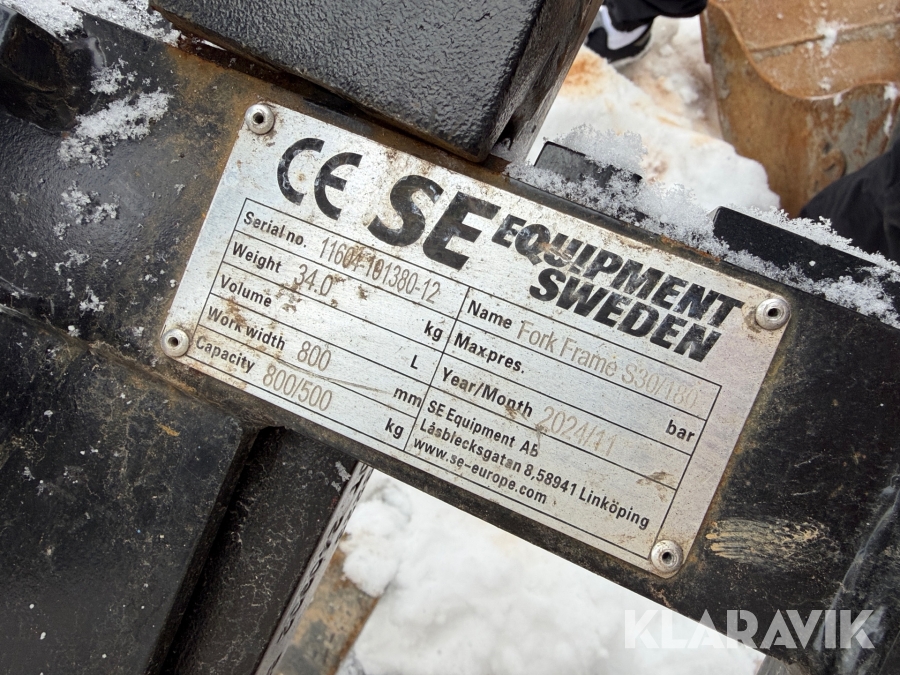 CE SE EQUIPMENT
SWEDEN
Serial no. 11604-101380-12
Weight 34.0 kg
Volume L
Work width 800 mm
Capacity 800/500 kg
Name Fork Frame S30/180
Max.pres. bar
Year/Month 2024/11
SE Equipment AB
Låsblecksgatan 8,58941 Linköping
www.se-europe.com
KLARAVIK